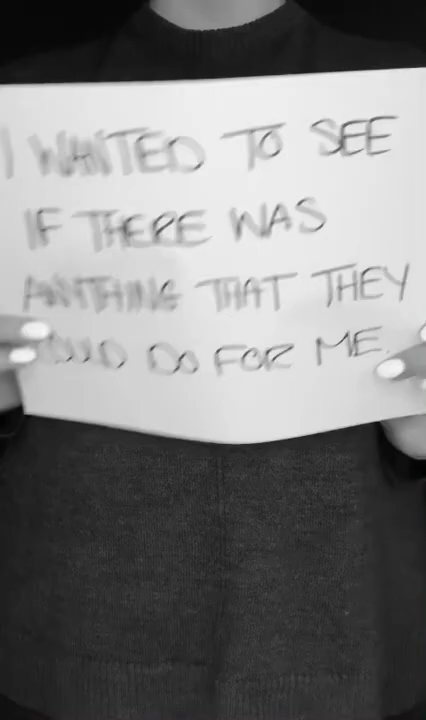 I WANTED TO SEE
IF THERE WAS
ANYTHING THAT THEY
DO FOR ME.